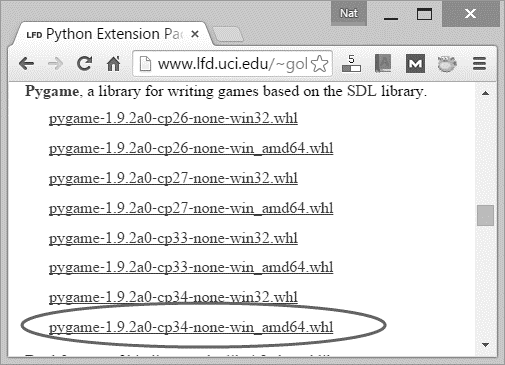 Nat
LFD Python Extension Pac
www.lfd.uci.edu/~gol
5
Pygame, a library for writing games based on the SDL library.
pygame-1.9.2a0-cp26-none-win32.whl
pygame-1.9.2a0-cp26-none-win_amd64.whl
pygame-1.9.2a0-cp27-none-win32.whl
pygame-1.9.2a0-cp27-none-win_amd64.whl
pygame-1.9.2a0-cp33-none-win32.whl
pygame-1.9.2a0-cp33-none-win_amd64.whl
pygame-1.9.2a0-cp34-none-win32.whl
pygame-1.9.2a0-cp34-none-win_amd64.whl